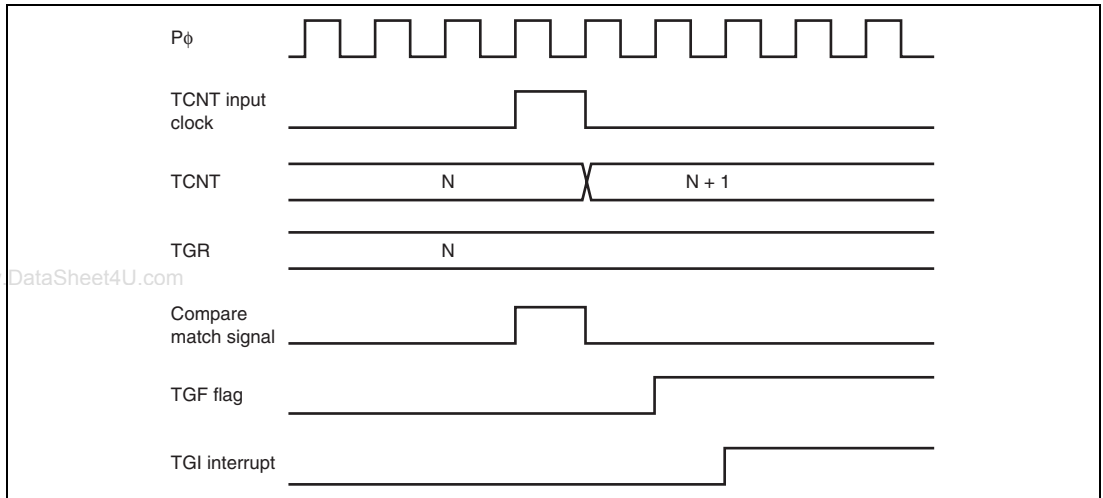 Pφ
TCNT input
clock
TCNT
N
N + 1
TGR
N
.DataSheet4U.com
Compare
match signal
TGF flag
TGI interrupt